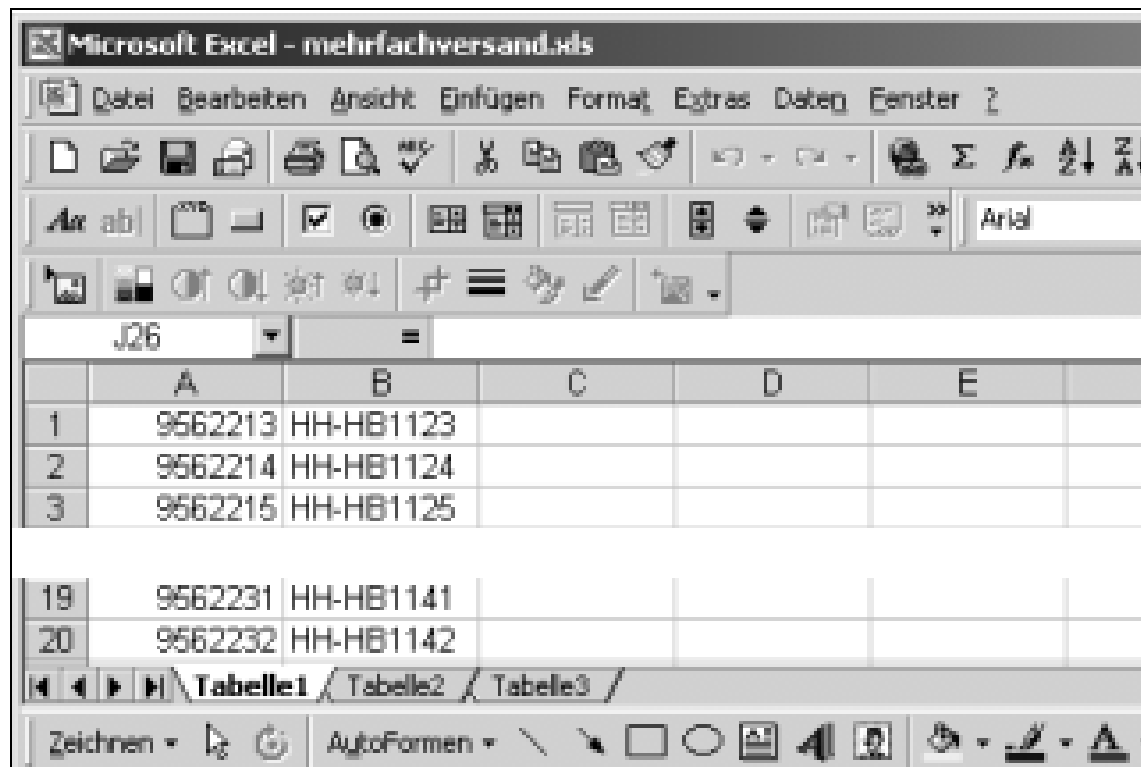 Microsoft Excel - mehrfachversand.xls
Datei Bearbeiten Ansicht Einfügen Format Extras Daten Fenster ?
Arial
J26 =
A B C D E
1 9562213 HH-HB1123
2 9562214 HH-HB1124
3 9562215 HH-HB1125
19 9562231 HH-HB1141
20 9562232 HH-HB1142
Tabelle1 Tabelle2 Tabelle3
Zeichnen AutoFormen